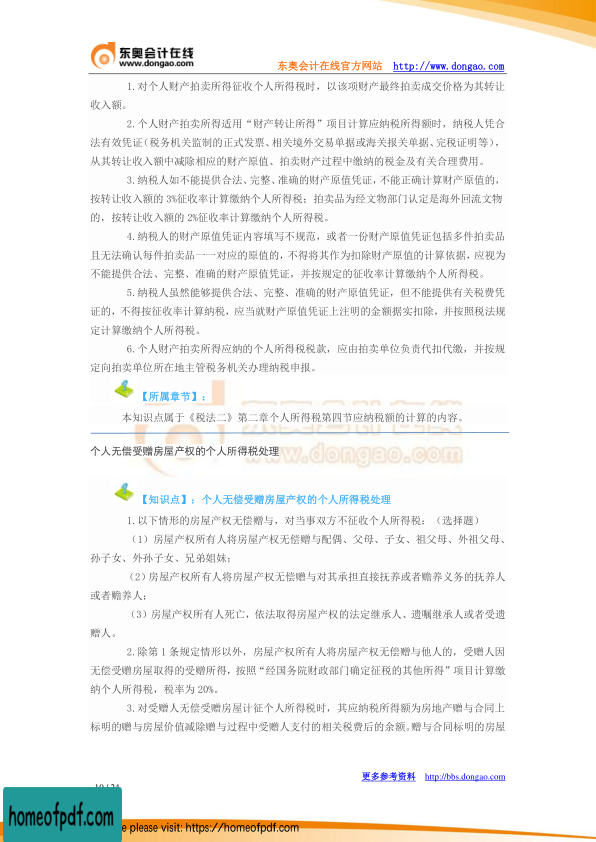 东奥会计在线
www.dongao.com
东奥会计在线官方网站 http://www.dongao.com
1.对个人财产拍卖所得征收个人所得税时，以该项财产最终拍卖成交价格为其转让
收入额。
2.个人财产拍卖所得适用“财产转让所得”项目计算应纳税所得额时，纳税人凭合
法有效凭证（税务机关监制的正式发票、相关境外交易单据或海关报关单据、完税证明等），
从其转让收入额中减除相应的财产原值、拍卖财产过程中缴纳的税金及有关合理费用。
3.纳税人如不能提供合法、完整、准确的财产原值凭证，不能正确计算财产原值的，
按转让收入额的 3%征收率计算缴纳个人所得税；拍卖品为经文物部门认定是海外回流文物
的，按转让收入额的 2%征收率计算缴纳个人所得税。
4.纳税人的财产原值凭证内容填写不规范，或者一份财产原值凭证包括多件拍卖品
且无法确认每件拍卖品一一对应的原值的，不得将其作为扣除财产原值的计算依据，应视为
不能提供合法、完整、准确的财产原值凭证，并按规定的征收率计算缴纳个人所得税。
5.纳税人虽然能够提供合法、完整、准确的财产原值凭证，但不能提供有关税费凭
证的，不得按征收率计算纳税，应当就财产原值凭证上注明的金额据实扣除，并按照税法规
定计算缴纳个人所得税。
6.个人财产拍卖所得应纳的个人所得税税款，应由拍卖单位负责代扣代缴，并按规
定向拍卖单位所在地主管税务机关办理纳税申报。
【所属章节】：
本知识点属于《税法二》第二章个人所得税第四节应纳税额的计算的内容。
个人无偿受赠房屋产权的个人所得税处理
【知识点】：个人无偿受赠房屋产权的个人所得税处理
1.以下情形的房屋产权无偿赠与，对当事双方不征收个人所得税：（选择题）
（1）房屋产权所有人将房屋产权无偿赠与配偶、父母、子女、祖父母、外祖父母、
孙子女、外孙子女、兄弟姐妹；
（2）房屋产权所有人将房屋产权无偿赠与对其承担直接抚养或者赡养义务的抚养人
或者赡养人；
（3）房屋产权所有人死亡，依法取得房屋产权的法定继承人、遗嘱继承人或者受遗
赠人。
2.除第 1 条规定情形以外，房屋产权所有人将房屋产权无偿赠与他人的，受赠人因
无偿受赠房屋取得的受赠所得，按照“经国务院财政部门确定征税的其他所得”项目计算缴
纳个人所得税，税率为 20%。
3.对受赠人无偿受赠房屋计征个人所得税时，其应纳税所得额为房地产赠与合同上
标明的赠与房屋价值减除赠与过程中受赠人支付的相关税费后的余额。赠与合同标明的房屋
更多参考资料 http://bbs.dongao.com
homeofpdf.com
e please visit: https://homeofpdf.com